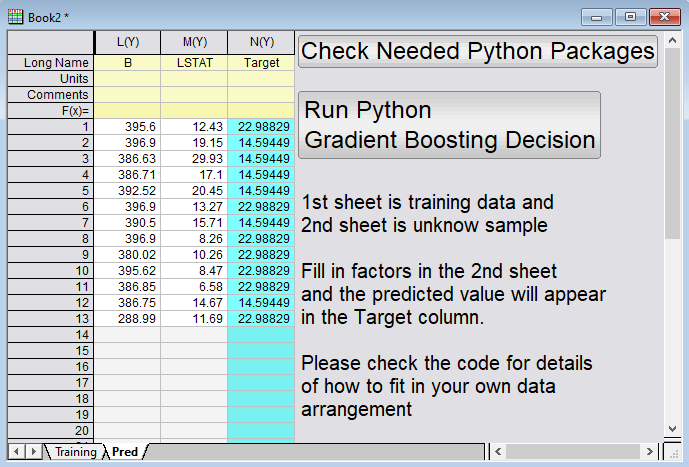 Book2 *
L(Y) M(Y) N(Y)
Long Name B LSTAT Target
Units
Comments
F(x)=
1 395.6 12.43 22.98829
2 396.9 19.15 14.59449
3 386.63 29.93 14.59449
4 386.71 17.1 14.59449
5 392.52 20.45 14.59449
6 396.9 13.27 22.98829
7 390.5 15.71 14.59449
8 396.9 8.26 22.98829
9 380.02 10.26 22.98829
10 395.62 8.47 22.98829
11 386.85 6.58 22.98829
12 386.75 14.67 14.59449
13 288.99 11.69 22.98829
14
15
16
17
18
19
20
Check Needed Python Packages
Run Python
Gradient Boosting Decision
1st sheet is training data and
2nd sheet is unknow sample
Fill in factors in the 2nd sheet
and the predicted value will appear
in the Target column.
Please check the code for details
of how to fit in your own data
arrangement
Training Pred